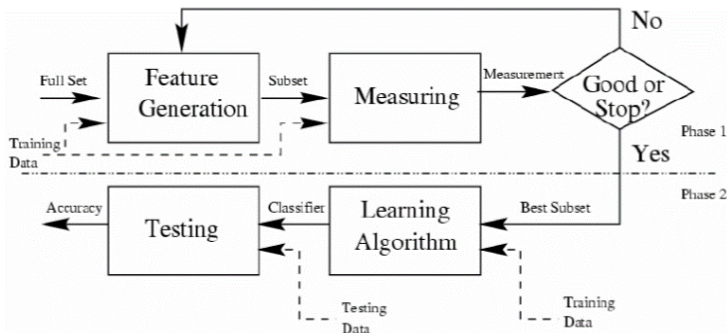 No
Full Set
Feature
Generation
Subset
Measuring
Measurement
Good or
Stop?
Training
Data
Phase 1
Yes
Phase 2
Accuracy
Testing
Classifier
Learning
Algorithm
Best Subset
Testing
Data
Training
Data